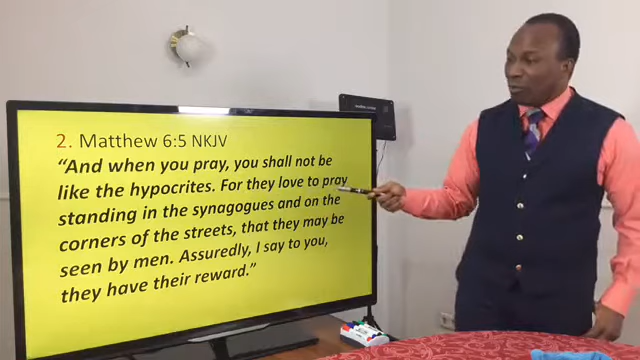 2. Matthew 6:5 NKJV
“And when you pray, you shall not be
like the hypocrites. For they love to pray
standing in the synagogues and on the
corners of the streets, that they may be
seen by men. Assuredly, I say to you,
they have their reward.”